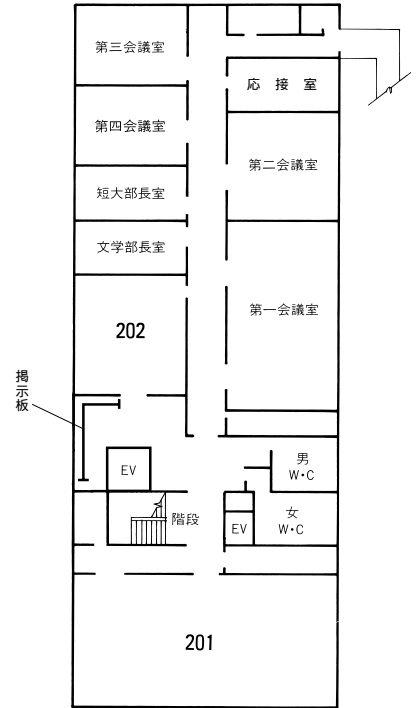 第三会議室
応 接 室
第四会議室
第二会議室
短大部長室
文学部長室
第一会議室
202
掲示板
男
W・C
EV
女
W・C
階段
EV
201